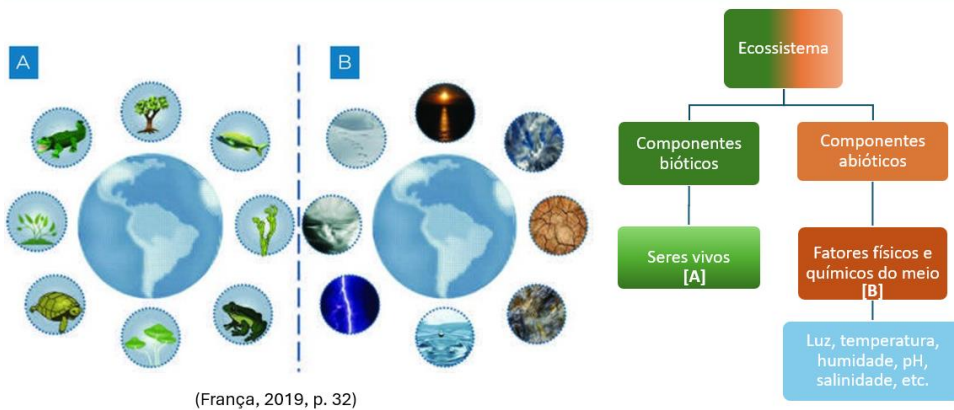 A
B
(França, 2019, p. 32)
Ecossistema
Componentes
bióticos
Componentes
abióticos
Seres vivos
[A]
Fatores físicos e
químicos do meio
[B]
Luz, temperatura,
humidade, pH,
salinidade, etc.